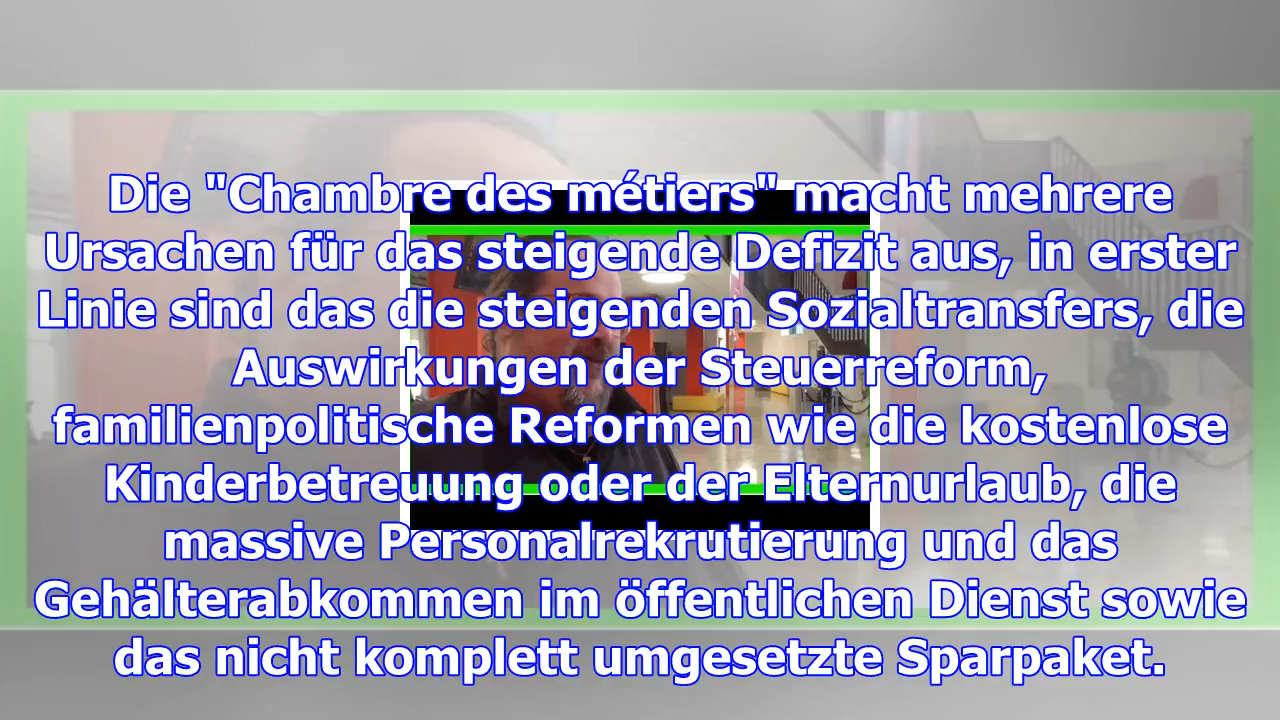 Die "Chambre des métiers" macht mehrere
Ursachen für das steigende Defizit aus, in erster
Linie sind das die steigenden Sozialtransfers, die
Auswirkungen der Steuerreform,
familienpolitische Reformen wie die kostenlose
Kinderbetreuung oder der Elternurlaub, die
massive Personalrekrutierung und das
Gehälterabkommen im öffentlichen Dienst sowie
das nicht komplett umgesetzte Sparpaket.